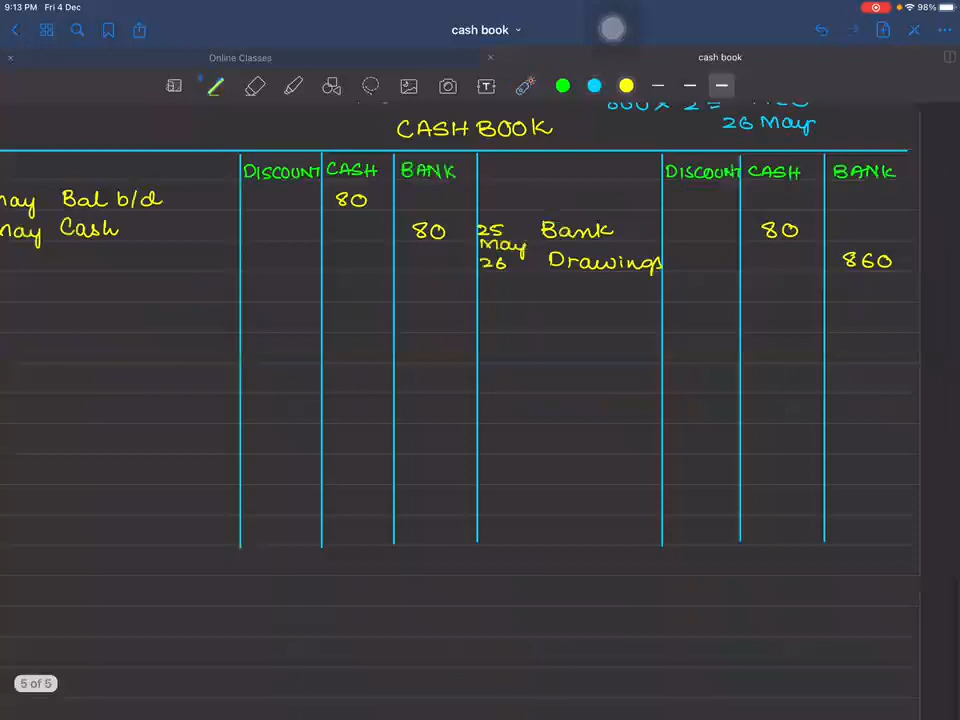 9:13 PM Fri 4 Dec
98%
cash book
Online Classes
cash book
26 May
CASH BOOK
DISCOUNT CASH BANK DISCOUNT CASH BANK
May Bal b/d 80
May Cash 80 25 Bank 80
May
26 Drawings 860
5 of 5